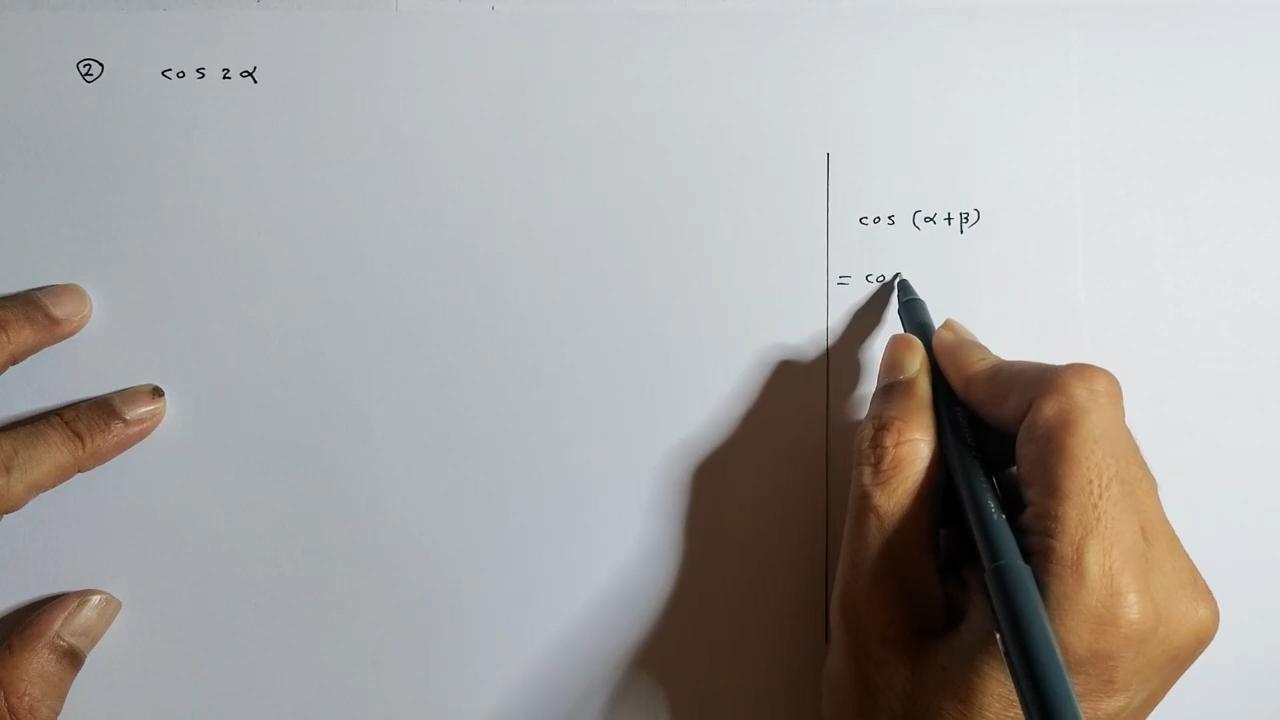 ② cos 2α
cos (α+β)
= co